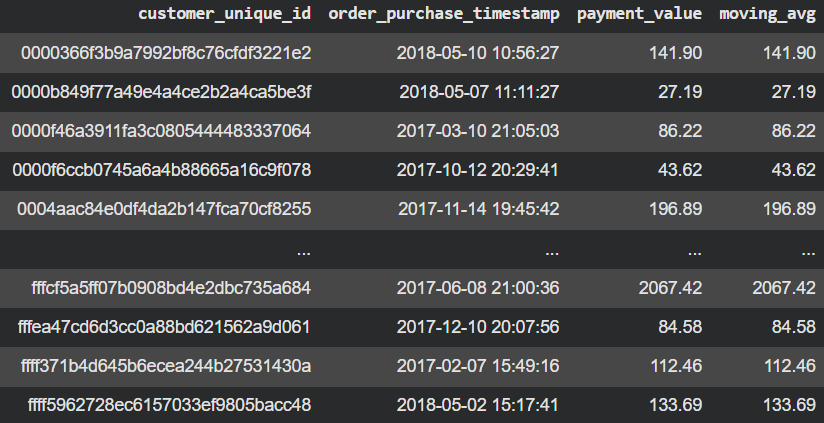 customer_unique_id order_purchase_timestamp payment_value moving_avg
0000366f3b9a7992bf8c76cfdf3221e2 2018-05-10 10:56:27 141.90 141.90
0000b849f77a49e4a4ce2b2a4ca5be3f 2018-05-07 11:11:27 27.19 27.19
0000f46a3911fa3c0805444483337064 2017-03-10 21:05:03 86.22 86.22
0000f6ccb0745a6a4b88665a16c9f078 2017-10-12 20:29:41 43.62 43.62
0004aac84e0df4da2b147fca70cf8255 2017-11-14 19:45:42 196.89 196.89
... ... ... ...
fffcf5a5ff07b0908bd4e2dbc735a684 2017-06-08 21:00:36 2067.42 2067.42
fffea47cd6d3cc0a88bd621562a9d061 2017-12-10 20:07:56 84.58 84.58
ffff371b4d645b6ecea244b27531430a 2017-02-07 15:49:16 112.46 112.46
ffff5962728ec6157033ef9805bacc48 2018-05-02 15:17:41 133.69 133.69